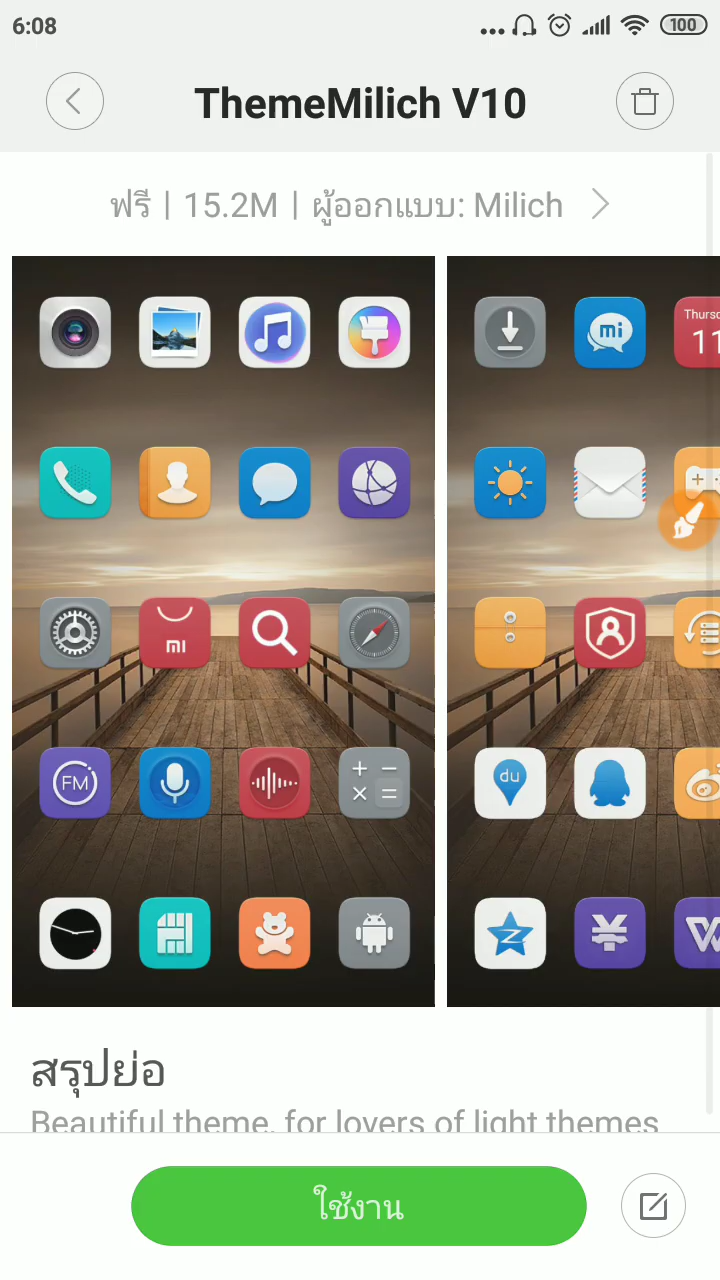 6:08
100
ThemeMilich V10
ฟรี | 15.2M | ผู้ออกแบบ: Milich
Thursd
11
mi
mi
FM
du
สรุปย่อ
Beautiful theme, for lovers of light themes
ใช้งาน